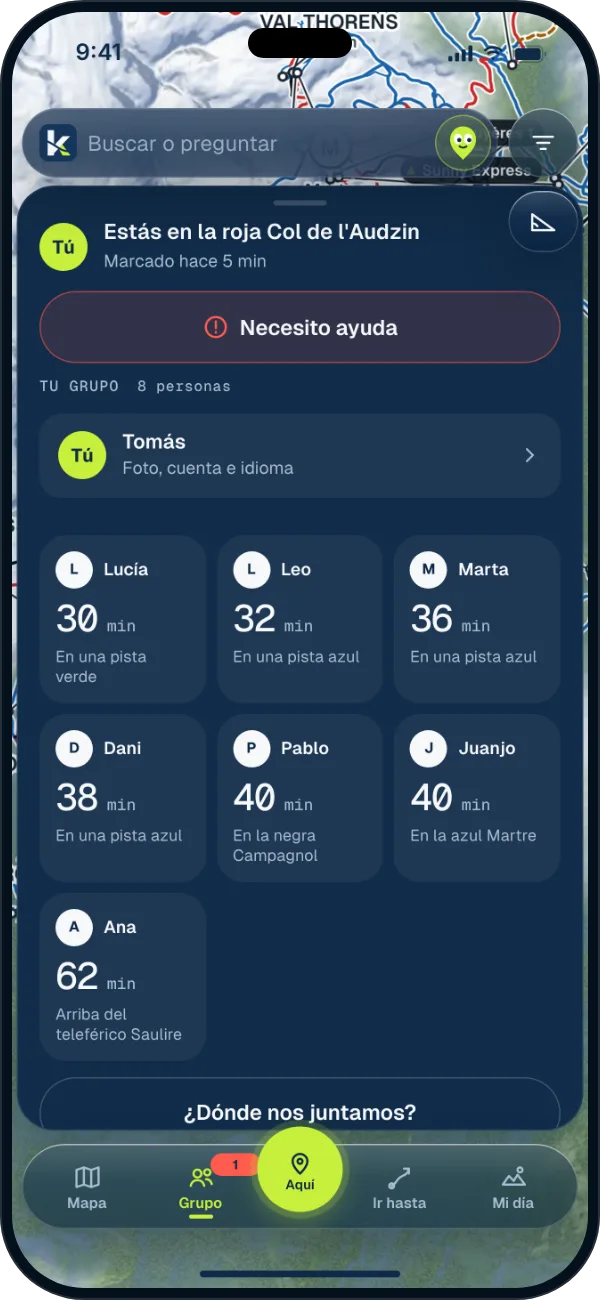 VAL THORENS
9:41
Buscar o preguntar
Sunny Express
Tú
Estás en la roja Col de l'Audzin
Marcado hace 5 min
Necesito ayuda
TU GRUPO 8 personas
Tú
Tomás
Foto, cuenta e idioma
L Lucía
30 min
En una pista
verde
L Leo
32 min
En una pista azul
M Marta
36 min
En una pista azul
D Dani
38 min
En una pista azul
P Pablo
40 min
En la negra
Campagnol
J Juanjo
40 min
En la azul Martre
A Ana
62 min
Arriba del
teleférico Saulire
¿Dónde nos juntamos?
Mapa
1
Grupo
Aquí
Ir hasta
Mi día